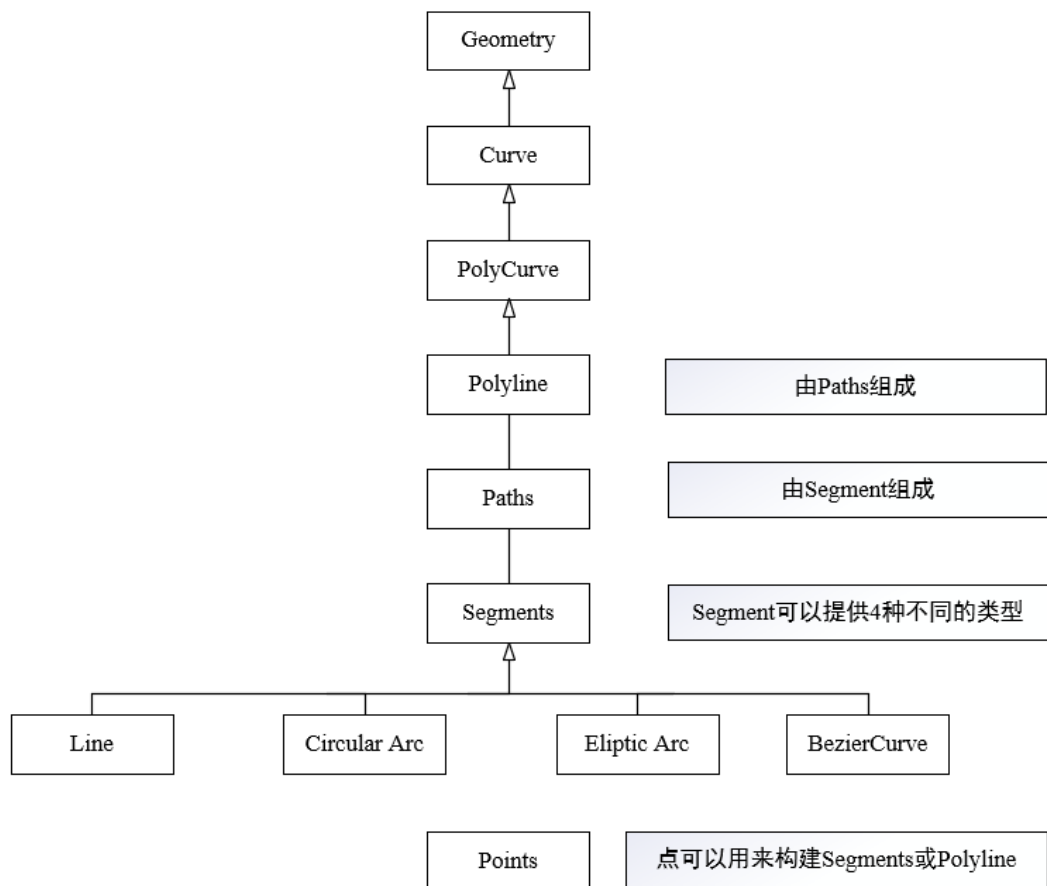 Geometry
Curve
PolyCurve
Polyline
由Paths组成
Paths
由Segment组成
Segments
Segment可以提供4种不同的类型
Line
Circular Arc
Eliptic Arc
BezierCurve
Points
点可以用来构建Segments或Polyline